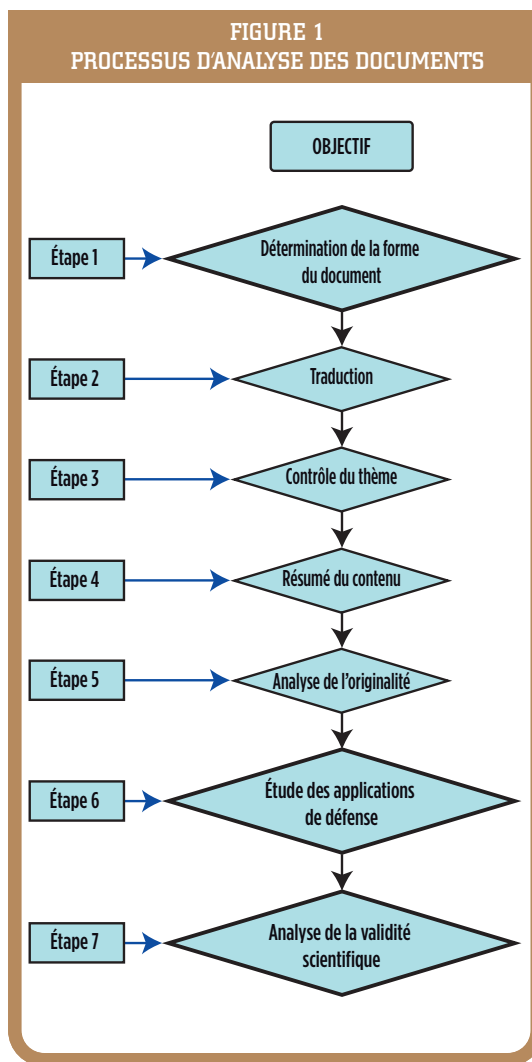 FIGURE 1
PROCESSUS D'ANALYSE DES DOCUMENTS
OBJECTIF
Étape 1
Détermination de la forme
du document
Étape 2
Traduction
Étape 3
Contrôle du thème
Étape 4
Résumé du contenu
Étape 5
Analyse de l'originalité
Étape 6
Étude des applications
de défense
Étape 7
Analyse de la validité
scientifique